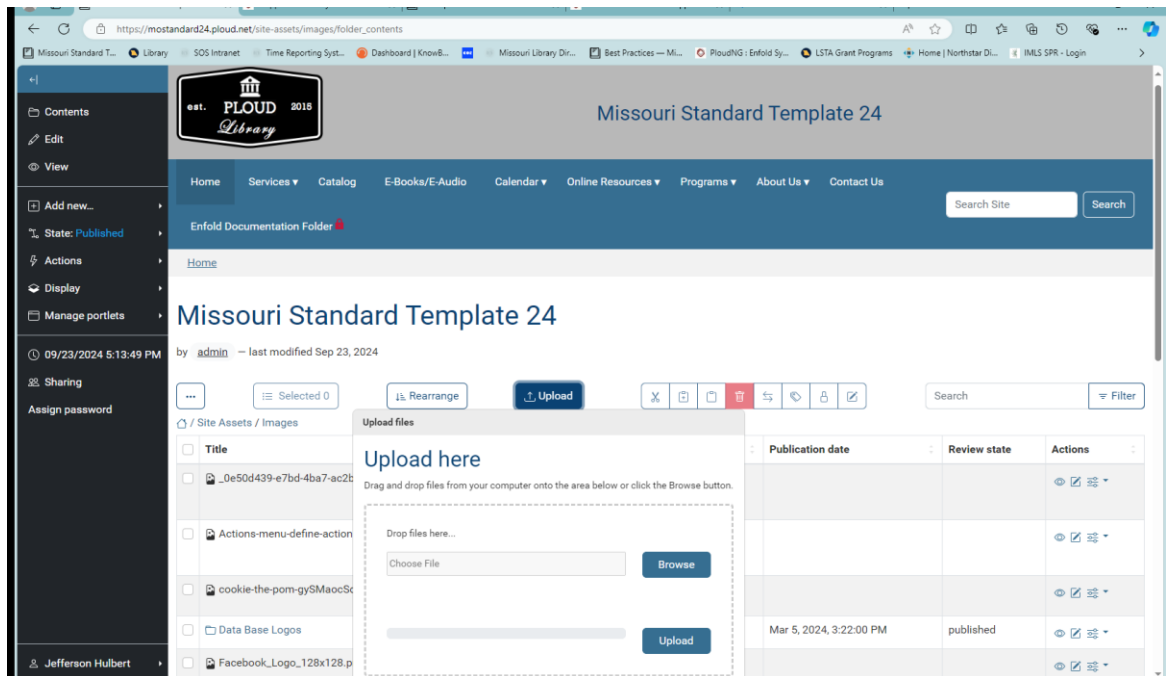 https://mostandard24.ploud.net/site-assets/images/folder_contents
Missouri Standard T... Library SOS Intranet Time Reporting Syst... Dashboard | KnowB... Missouri Library Dir... Best Practices — Mi... PloudNG : Enfold Sy... LSTA Grant Programs Home | Northstar Di... IMLS SPR - Login
Contents
Edit
View
Add new...
State: Published
Actions
Display
Manage portlets
09/23/2024 5:13:49 PM
Sharing
Assign password
Jefferson Hulbert
est. PLOUD 2015
Library
Missouri Standard Template 24
Home Services Catalog E-Books/E-Audio Calendar Online Resources Programs About Us Contact Us
Enfold Documentation Folder
Search Site Search
Home
Missouri Standard Template 24
by admin — last modified Sep 23, 2024
... Selected 0 Rearrange Upload Search Filter
/ Site Assets / Images
Title Publication date Review state Actions
_0e50d439-e7bd-4ba7-ac2b
Actions-menu-define-action
cookie-the-pom-gySMaocSd
Data Base Logos Mar 5, 2024, 3:22:00 PM published
Facebook_Logo_128x128.p
Upload files
Upload here
Drag and drop files from your computer onto the area below or click the Browse button.
Drop files here...
Choose File Browse
Upload